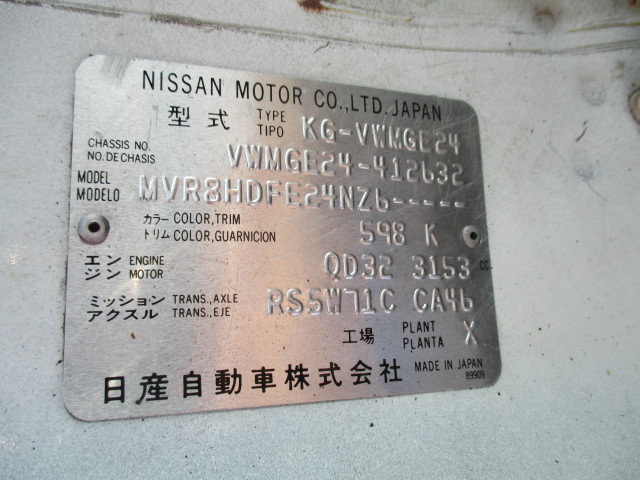 NISSAN MOTOR CO.,LTD.JAPAN
型式 TYPE TIPO KG-VWMGE24
CHASSIS NO. NO.DECHASIS VWMGE24-412632
MODEL MODELO MVR8HDFE24NZ6-----
カラー COLOR,TRIM
トリム COLOR,GUARNICION 598 K
エン ENGINE
ジン MOTOR QD32 3153 CC.
ミッション TRANS.,AXLE
アクスル TRANS.,EJE RS5W71C CA46
工場 PLANT PLANTA X
日産自動車株式会社 MADE IN JAPAN
89909